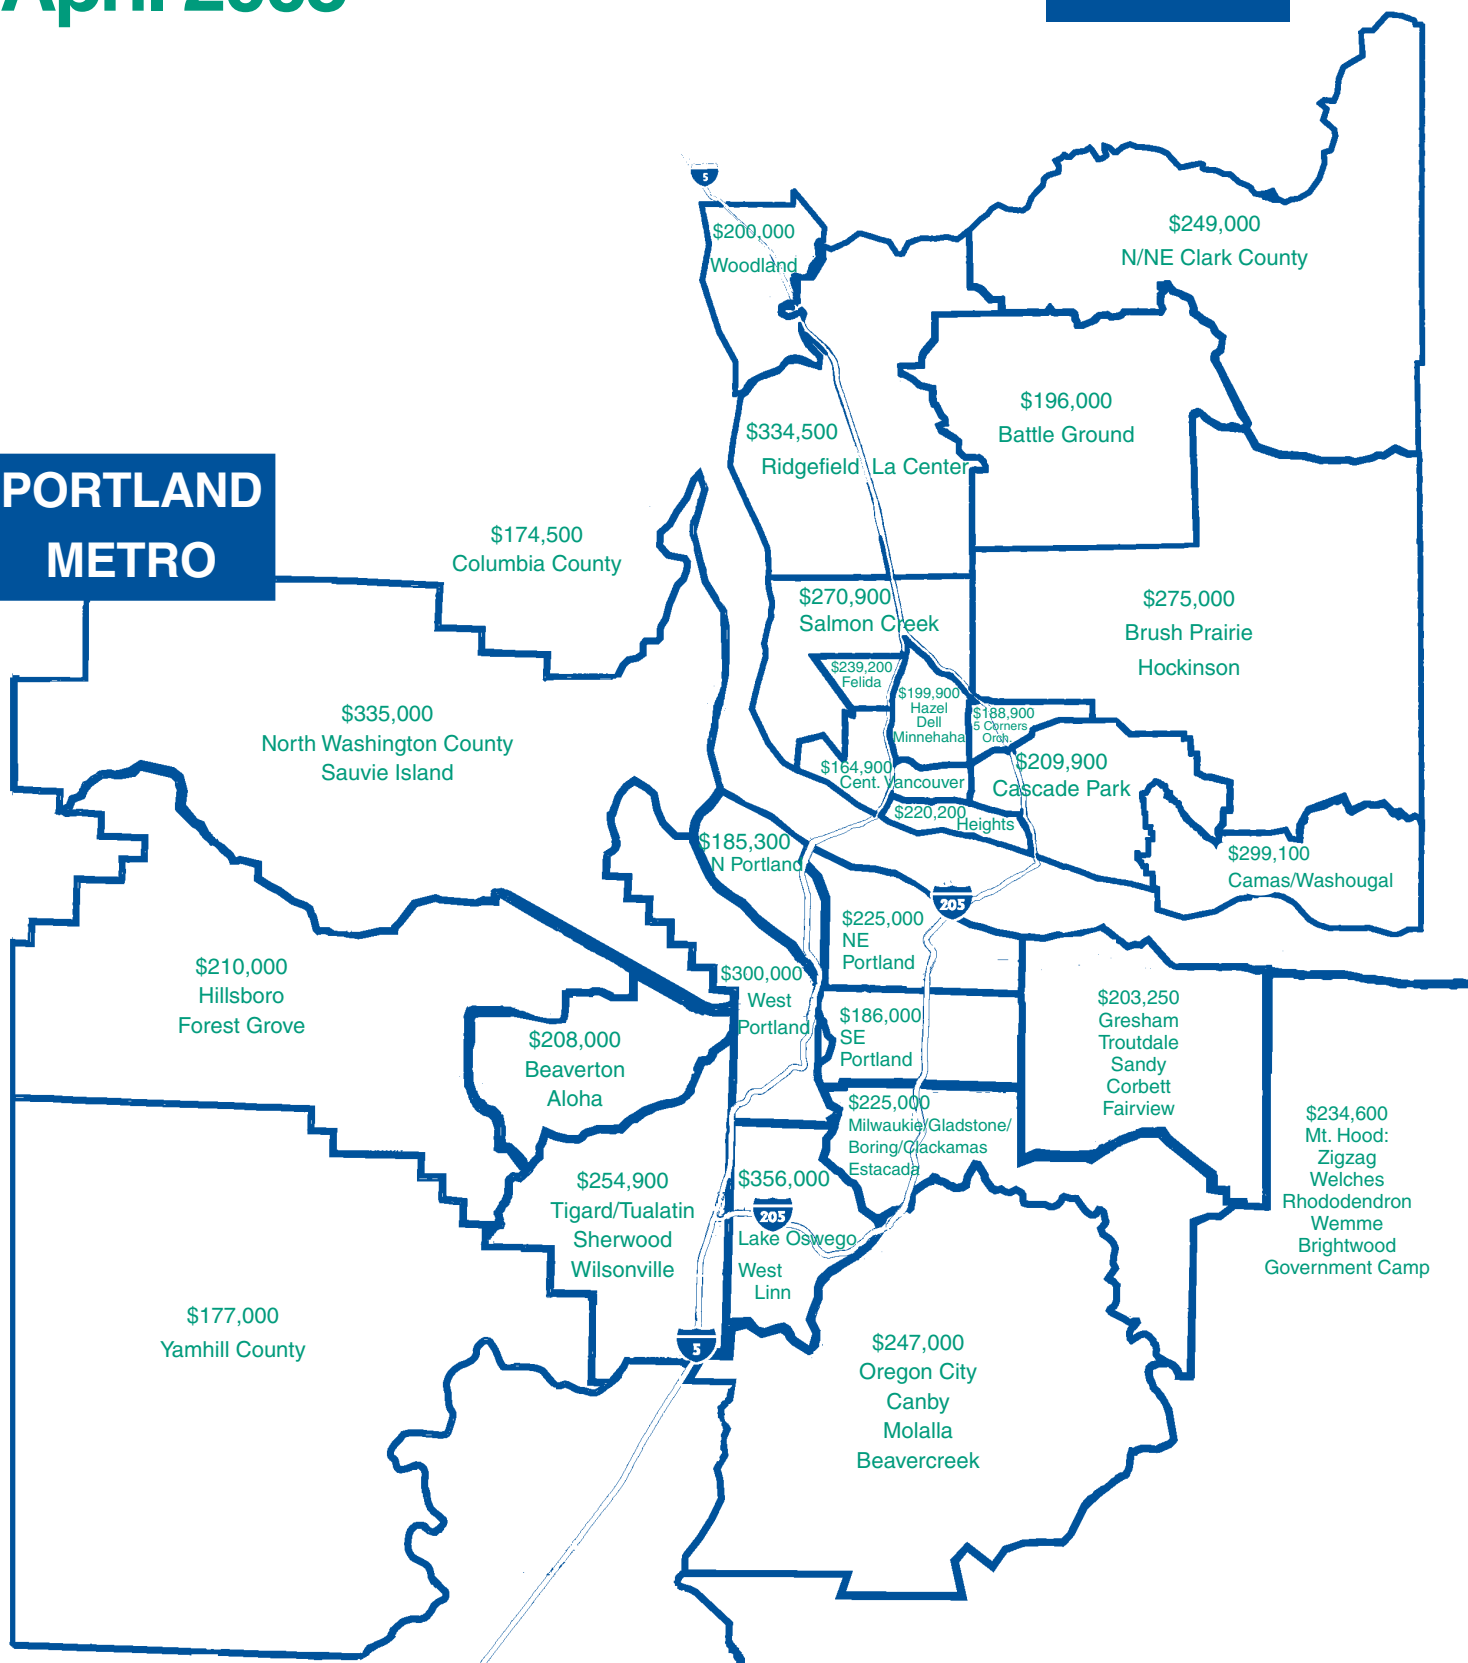 April
5
$200,000
Woodland
$249,000
N/NE Clark County
$196,000
Battle Ground
$334,500
Ridgefield La Center
PORTLAND
METRO
$174,500
Columbia County
$270,900
Salmon Creek
$275,000
Brush Prairie
Hockinson
$239,200
Felida
$199,900
Hazel
Dell
Minnehaha
$188,900
5 Corners
Orch.
$335,000
North Washington County
Sauvie Island
$164,900
Cent. Vancouver
$209,900
Cascade Park
$220,200
Heights
$185,300
N Portland
$299,100
Camas/Washougal
205
$225,000
NE
Portland
$210,000
Hillsboro
Forest Grove
$300,000
West
Portland
$203,250
Gresham
Troutdale
Sandy
Corbett
Fairview
$186,000
SE
Portland
$208,000
Beaverton
Aloha
$225,000
Milwaukie/Gladstone/
Boring/Clackamas
Estacada
$234,600
Mt. Hood:
Zigzag
Welches
Rhododendron
Wemme
Brightwood
Government Camp
$254,900
Tigard/Tualatin
Sherwood
Wilsonville
$356,000
205
Lake Oswego
West
Linn
$177,000
Yamhill County
5
$247,000
Oregon City
Canby
Molalla
Beavercreek